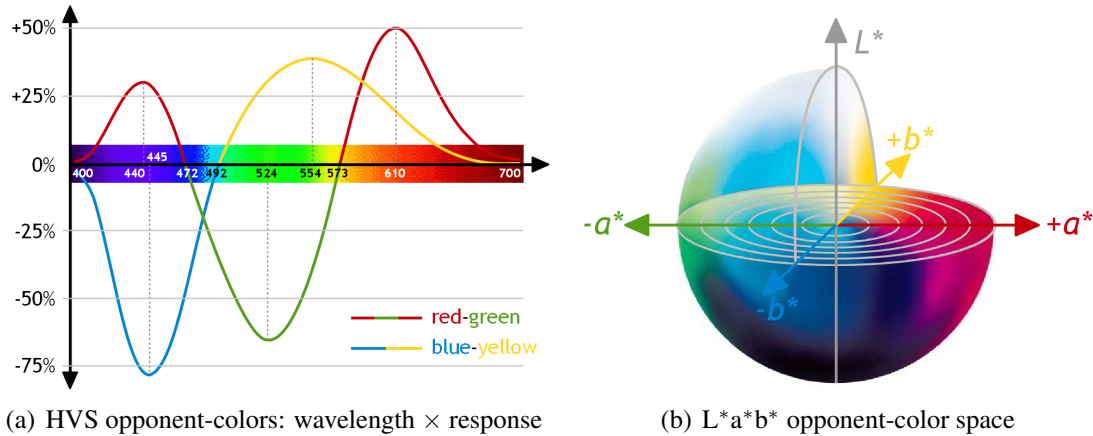 +50%
+25%
0%
-25%
-50%
-75%
445
400 440 472 492 524 554 573 610 700
red-green
blue-yellow
(a) HVS opponent-colors: wavelength × response
L*
+b*
-a*
+a*
-b*
(b) L*a*b* opponent-color space